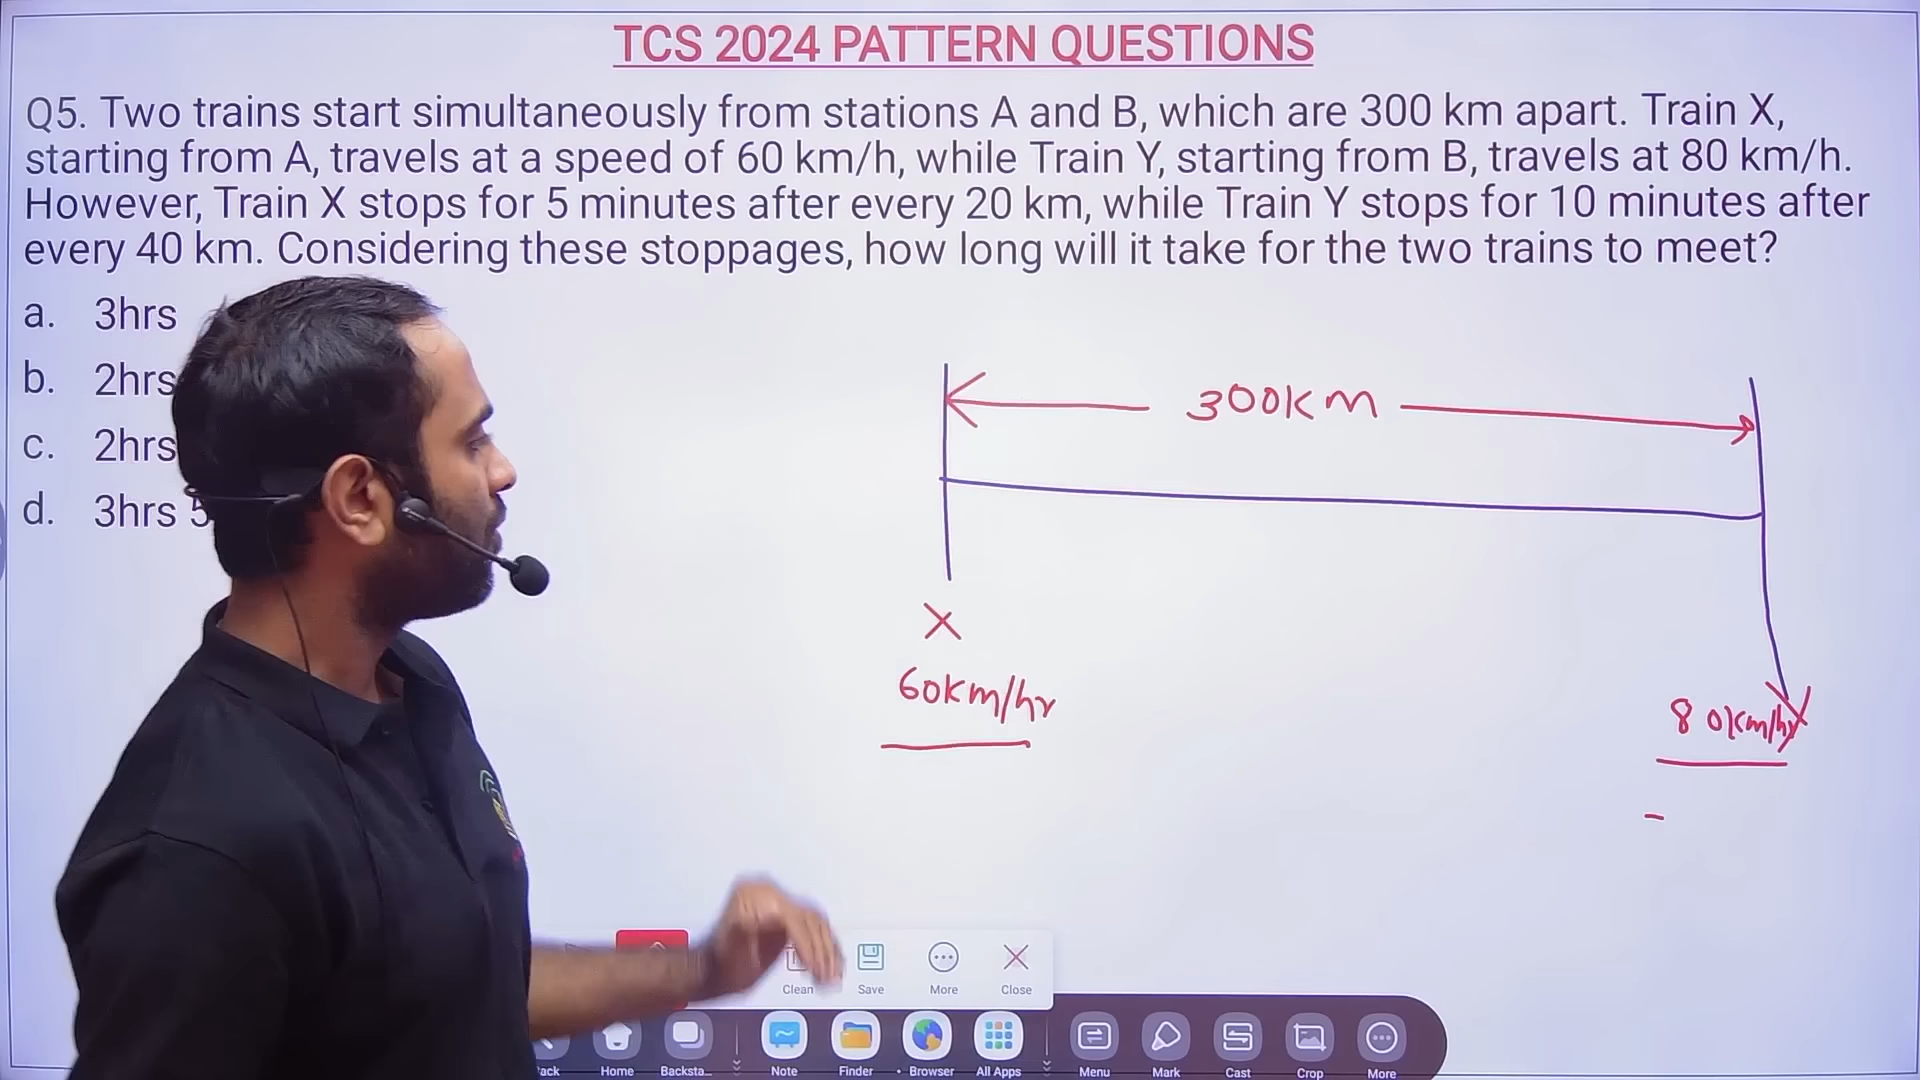 TCS 2024 PATTERN QUESTIONS
Q5. Two trains start simultaneously from stations A and B, which are 300 km apart. Train X,
starting from A, travels at a speed of 60 km/h, while Train Y, starting from B, travels at 80 km/h.
However, Train X stops for 5 minutes after every 20 km, while Train Y stops for 10 minutes after
every 40 km. Considering these stoppages, how long will it take for the two trains to meet?
a. 3hrs
b. 2hrs
c. 2hrs
d. 3hrs 5
300KM
X
60km/hr
80km/hr
Clean Save More Close
Home Backsta... Note Finder Browser All Apps Menu Mark Cast Crop More